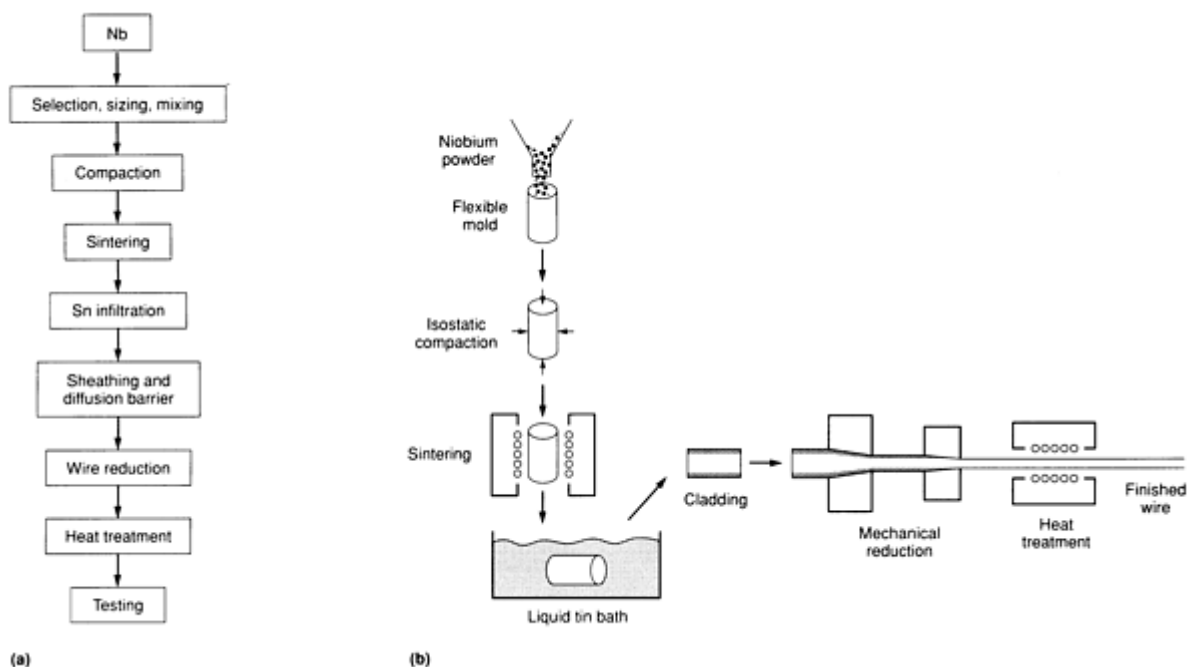 Nb
Selection, sizing, mixing
Compaction
Sintering
Sn infiltration
Sheathing and
diffusion barrier
Wire reduction
Heat treatment
Testing
(a)
Niobium
powder
Flexible
mold
Isostatic
compaction
Sintering
Liquid tin bath
Cladding
Mechanical
reduction
Heat
treatment
Finished
wire
(b)